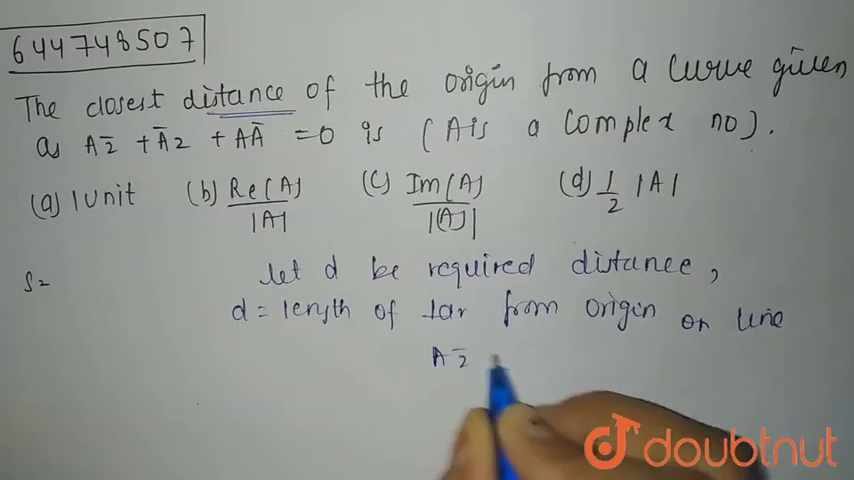 644748507
The closest distance of the origin from a curve given
as Az̄ + Āz + AĀ = 0 is (A is a complex no).
(a) 1 Unit (b) Re(A)/|A| (c) Im(A)/|(A)| (d) 1/2 |A|
S= let d be required distance,
d = length of ⊥ar from origin on line
Az̄
doubtnut